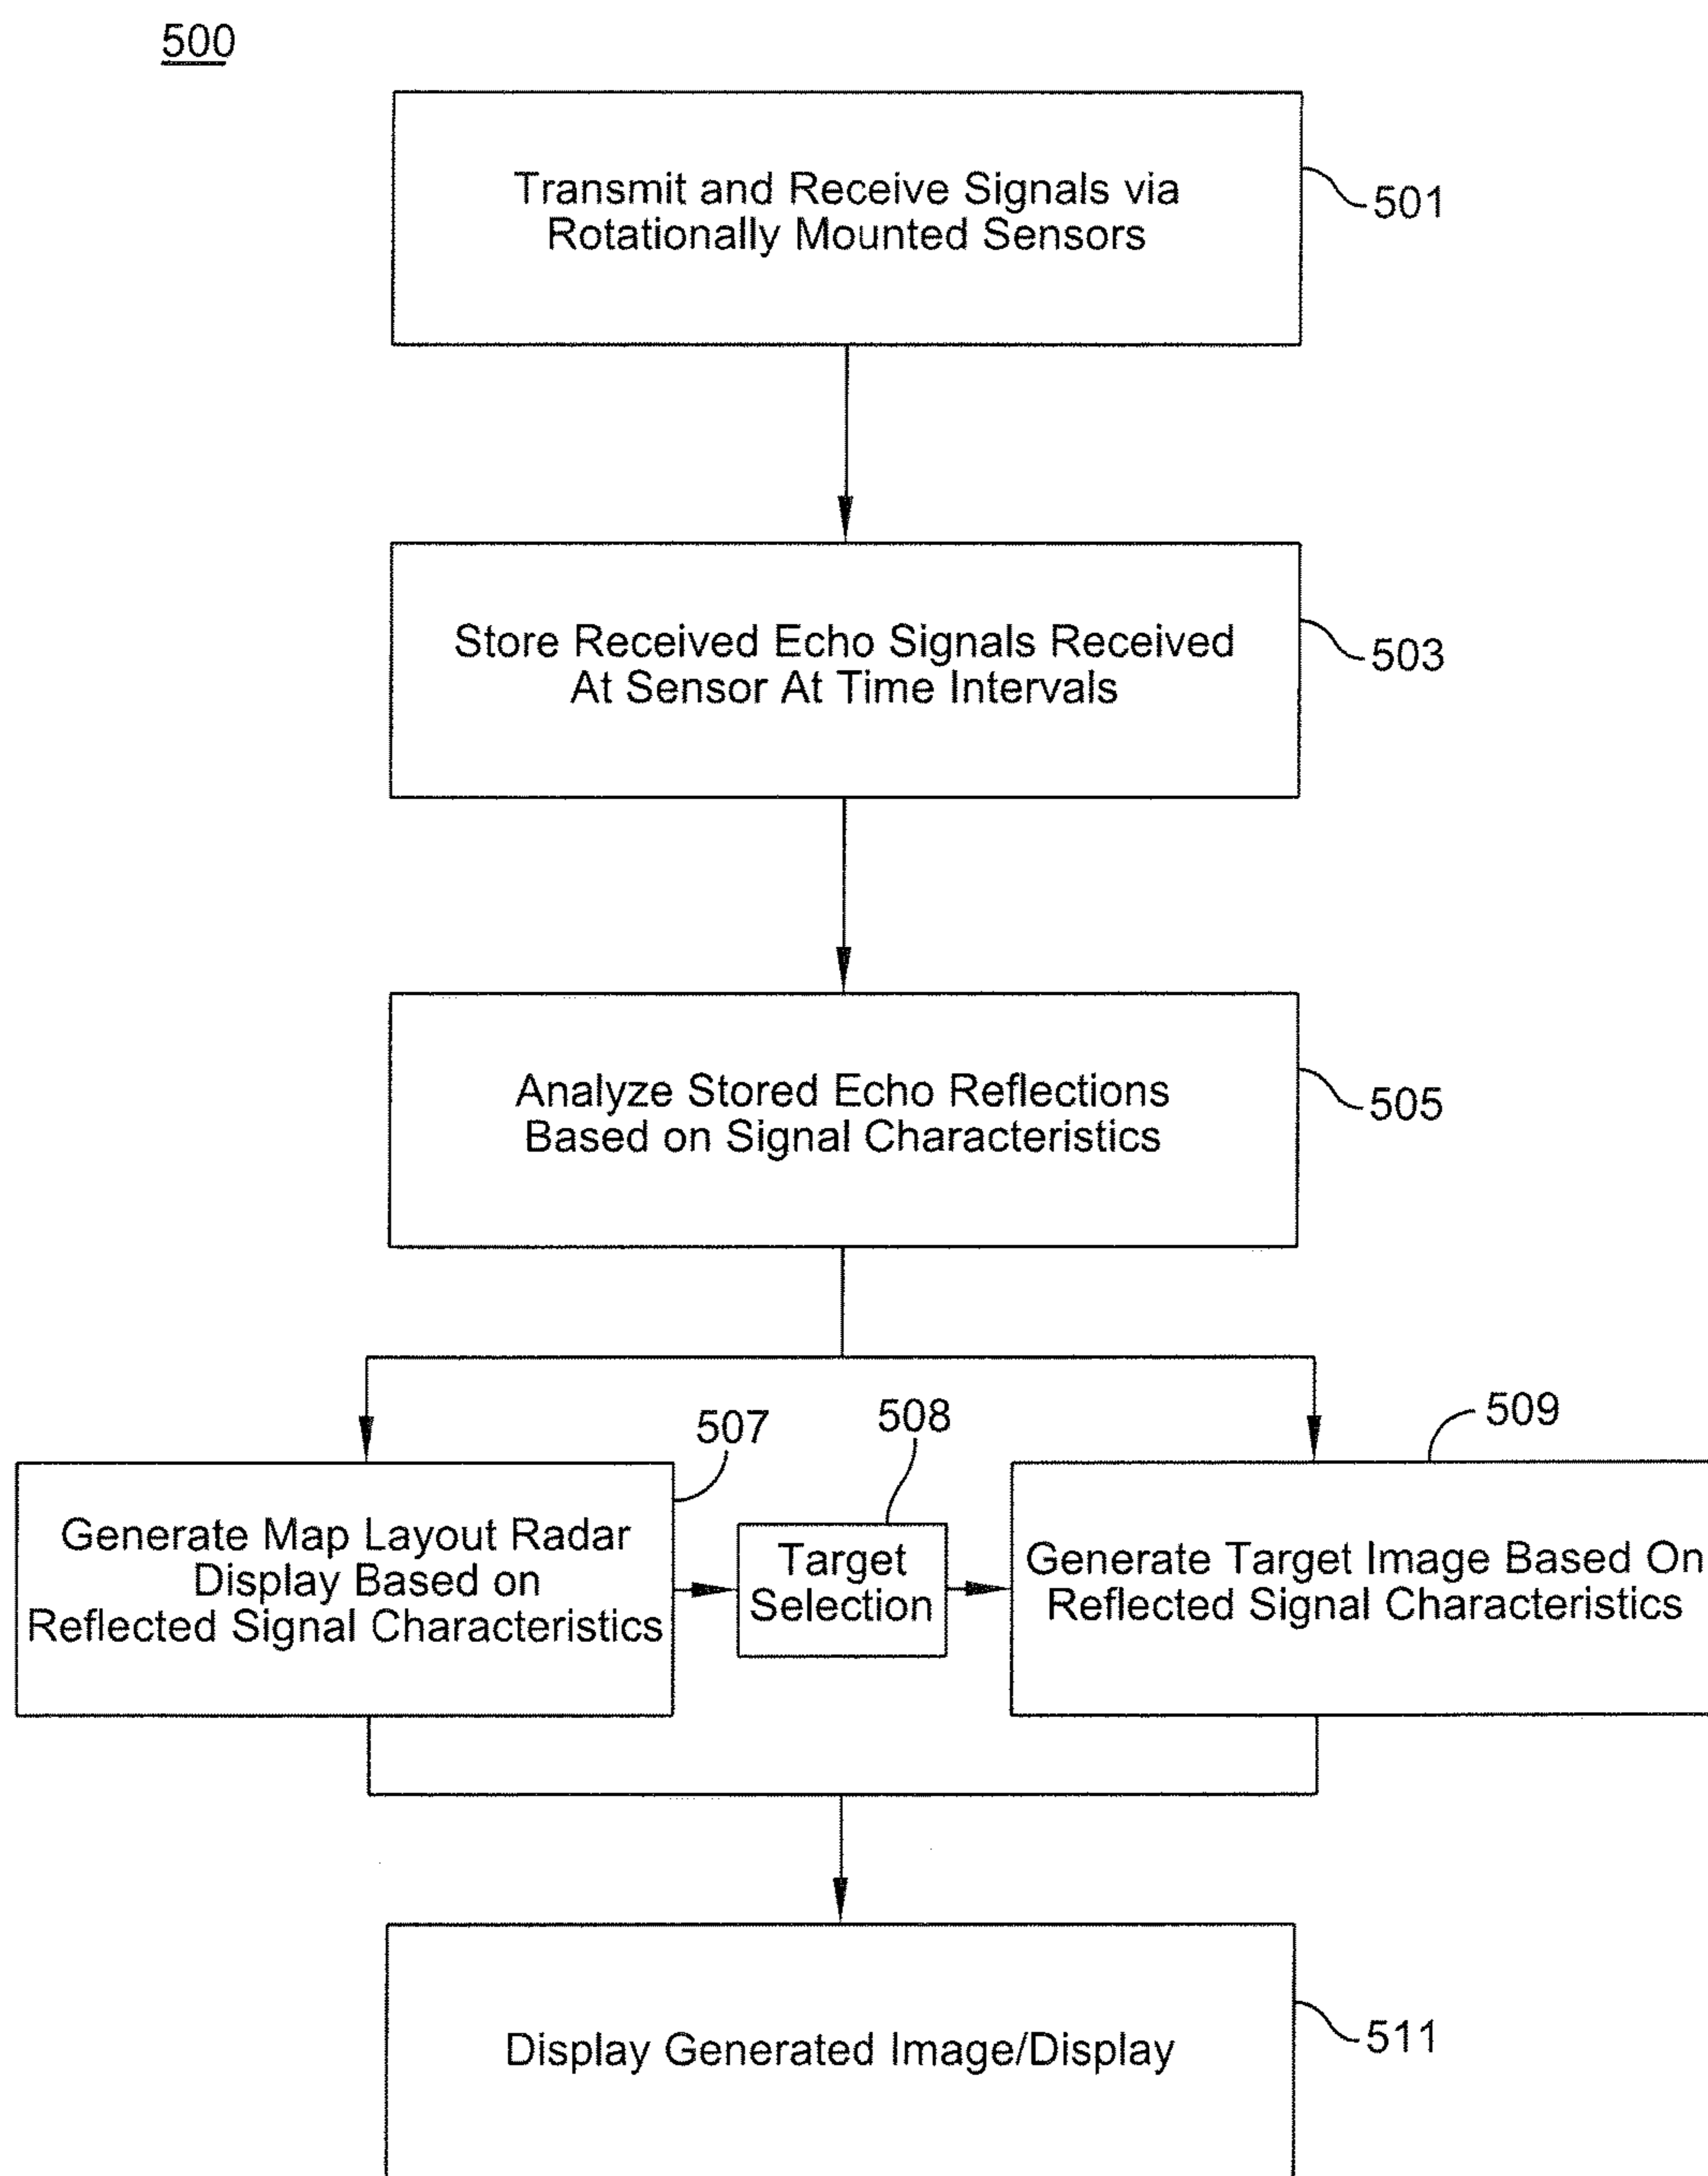 500
Transmit and Receive Signals via
Rotationally Mounted Sensors
501
Store Received Echo Signals Received
At Sensor At Time Intervals
503
Analyze Stored Echo Reflections
Based on Signal Characteristics
505
507
508
509
Generate Map Layout Radar
Display Based on
Reflected Signal Characteristics
Target
Selection
Generate Target Image Based On
Reflected Signal Characteristics
Display Generated Image/Display
511